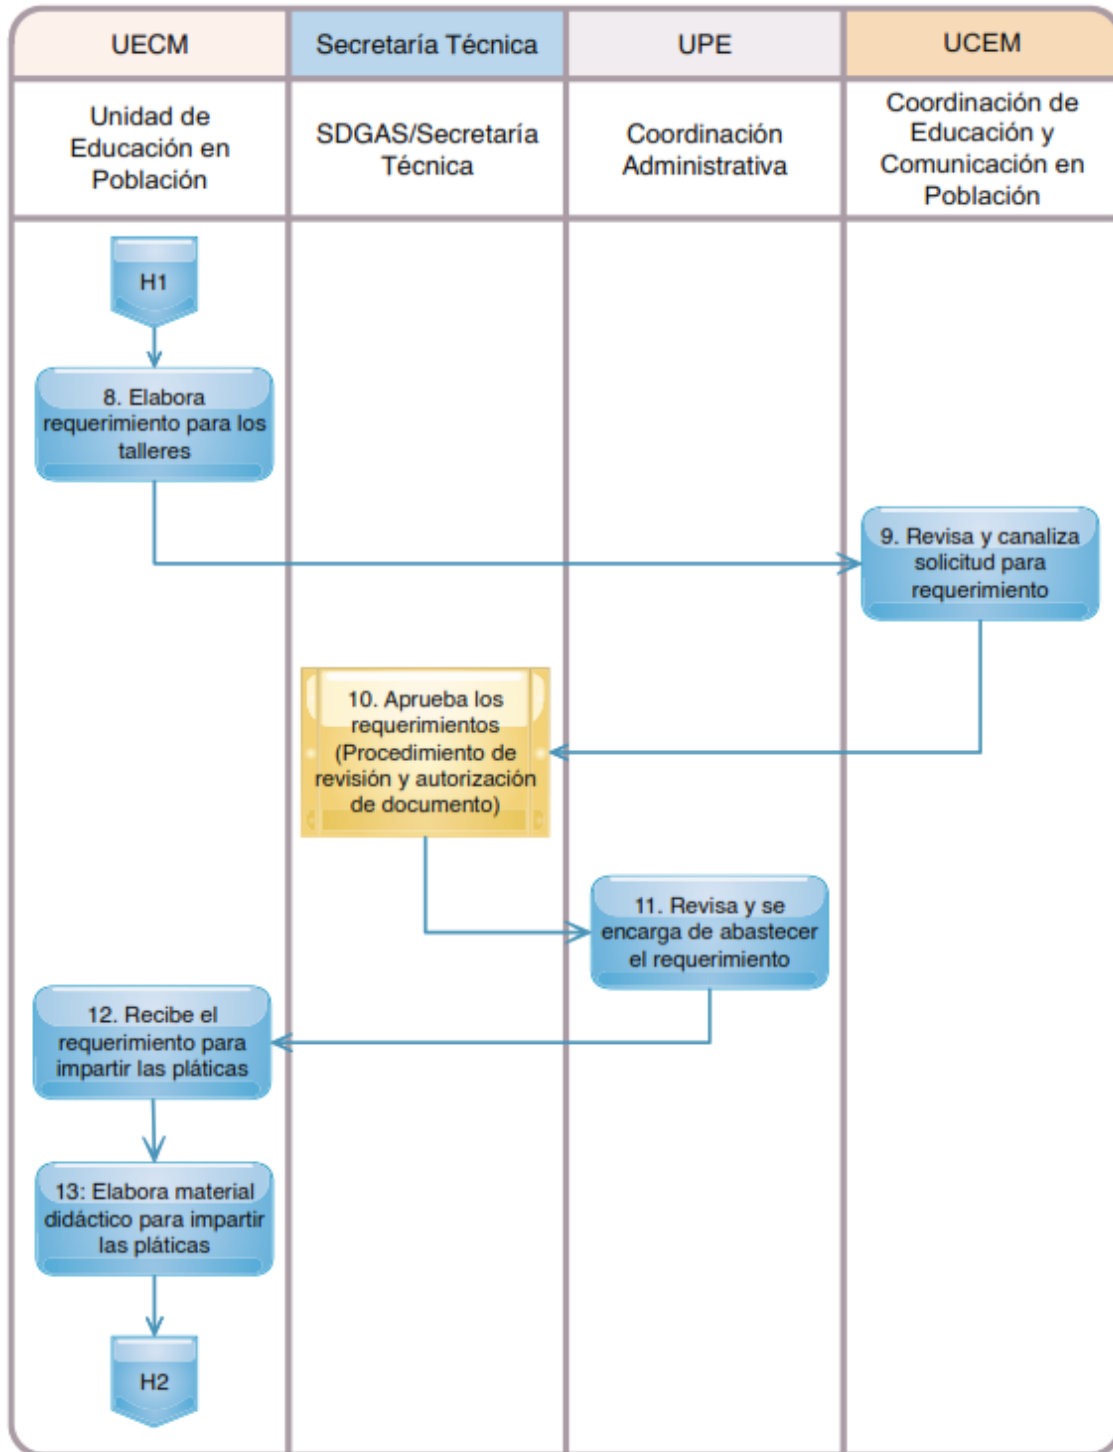 UECM
Secretaría Técnica
UPE
UCEM
Unidad de
Educación en
Población
SDGAS/Secretaría
Técnica
Coordinación
Administrativa
Coordinación de
Educación y
Comunicación en
Población
H1
8. Elabora
requerimiento para los
talleres
9. Revisa y canaliza
solicitud para
requerimiento
10. Aprueba los
requerimientos
(Procedimiento de
revisión y autorización
de documento)
11. Revisa y se
encarga de abastecer
el requerimiento
12. Recibe el
requerimiento para
impartir las pláticas
13: Elabora material
didáctico para impartir
las pláticas
H2